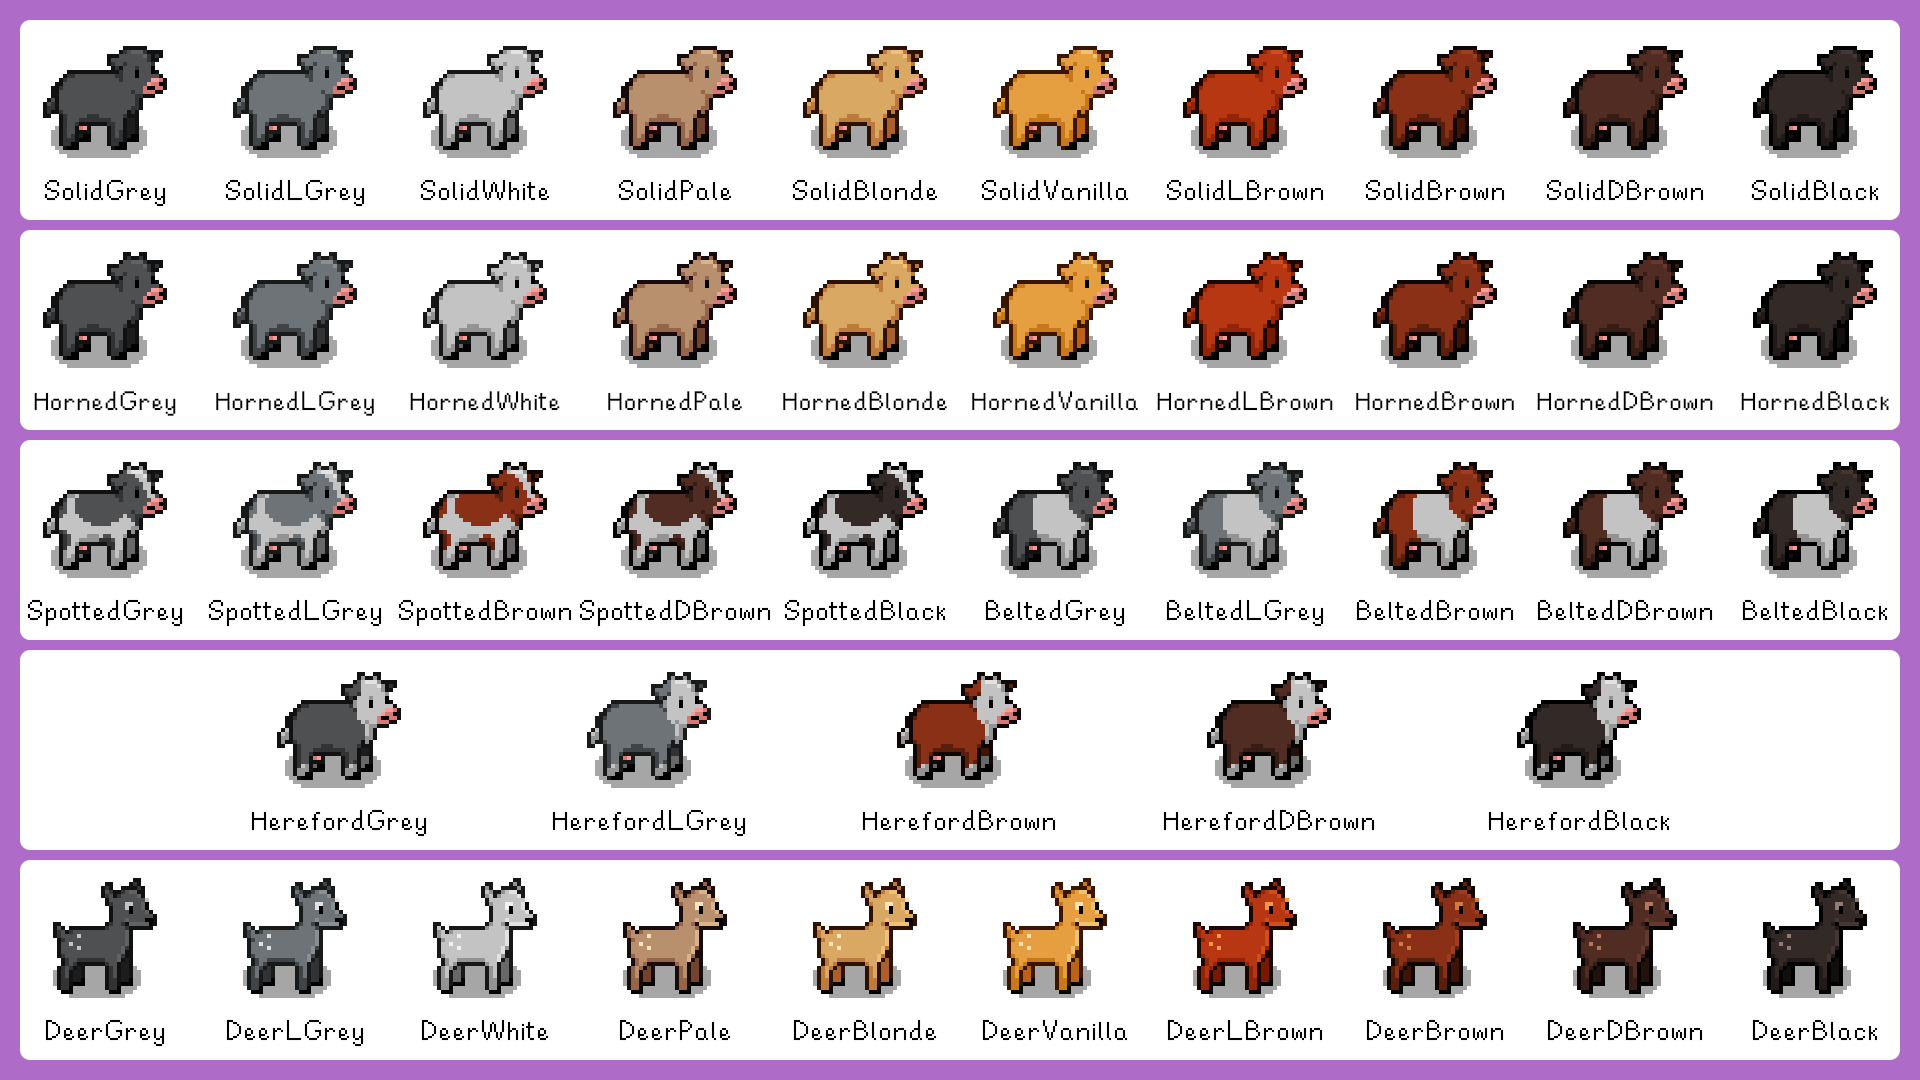 SolidGrey SolidLGrey SolidWhite SolidPale SolidBlonde SolidVanilla SolidLBrown SolidBrown SolidDBrown SolidBlack
HornedGrey HornedLGrey HornedWhite HornedPale HornedBlonde HornedVanilla HornedLBrown HornedBrown HornedDBrown HornedBlack
SpottedGrey SpottedLGrey SpottedBrown SpottedDBrown SpottedBlack BeltedGrey BeltedLGrey BeltedBrown BeltedDBrown BeltedBlack
HerefordGrey HerefordLGrey HerefordBrown HerefordDBrown HerefordBlack
DeerGrey DeerLGrey DeerWhite DeerPale DeerBlonde DeerVanilla DeerLBrown DeerBrown DeerDBrown DeerBlack